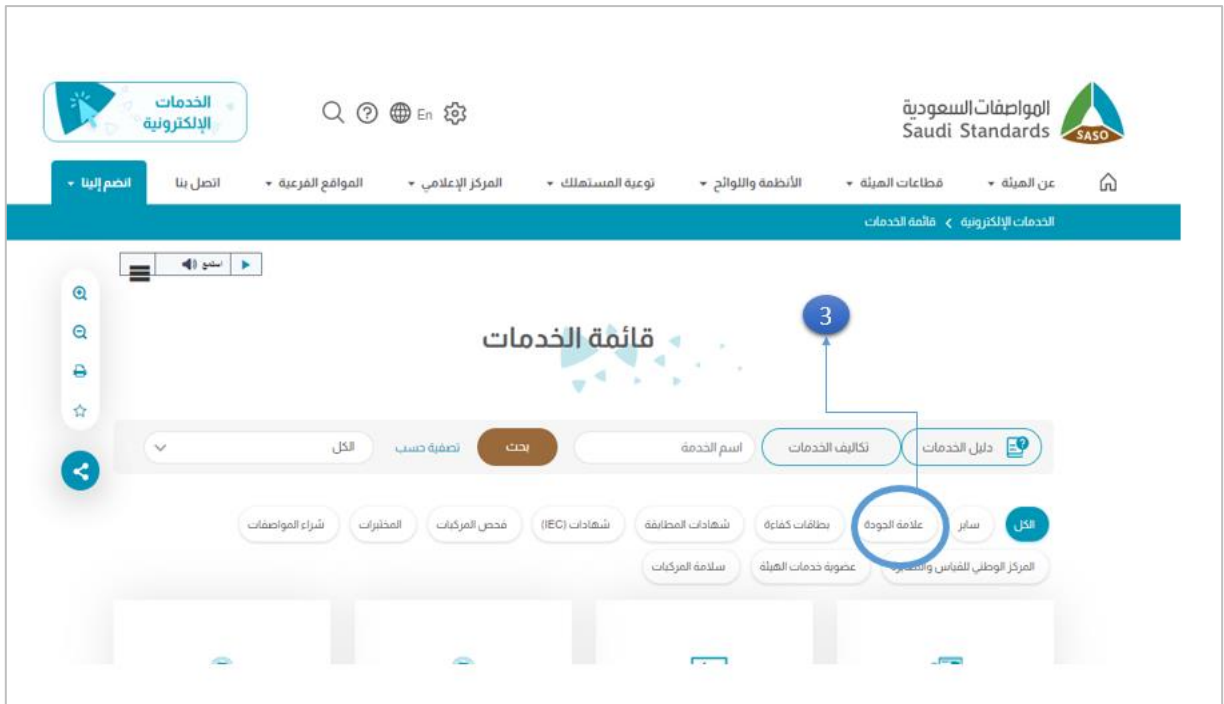 المواصفات السعودية
Saudi Standards
SASO
En
الخدمات
الإلكترونية
عن الهيئة
قطاعات الهيئة
الأنظمة واللوائح
توعية المستهلك
المركز الإعلامي
المواقع الفرعية
اتصل بنا
انضم إلينا
الخدمات الإلكترونية
قائمة الخدمات
استمع
3
قائمة الخدمات
دليل الخدمات
تكاليف الخدمات
اسم الخدمة
بحث
تصفية حسب
الكل
الكل
سابر
علامة الجودة
بطاقات كفاءة
شهادات المطابقة
شهادات (IEC)
فحص المركبات
المختبرات
شراء المواصفات
المركز الوطني للقياس
عضوية خدمات الهيئة
سلامة المركبات